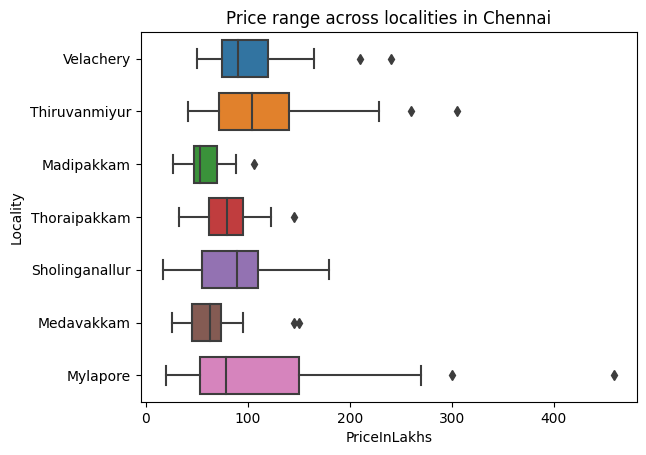 Price range across localities in Chennai
Velachery
Thiruvanmiyur
Madipakkam
Thoraipakkam
Sholinganallur
Medavakkam
Mylapore
Locality
0 100 200 300 400
PriceInLakhs